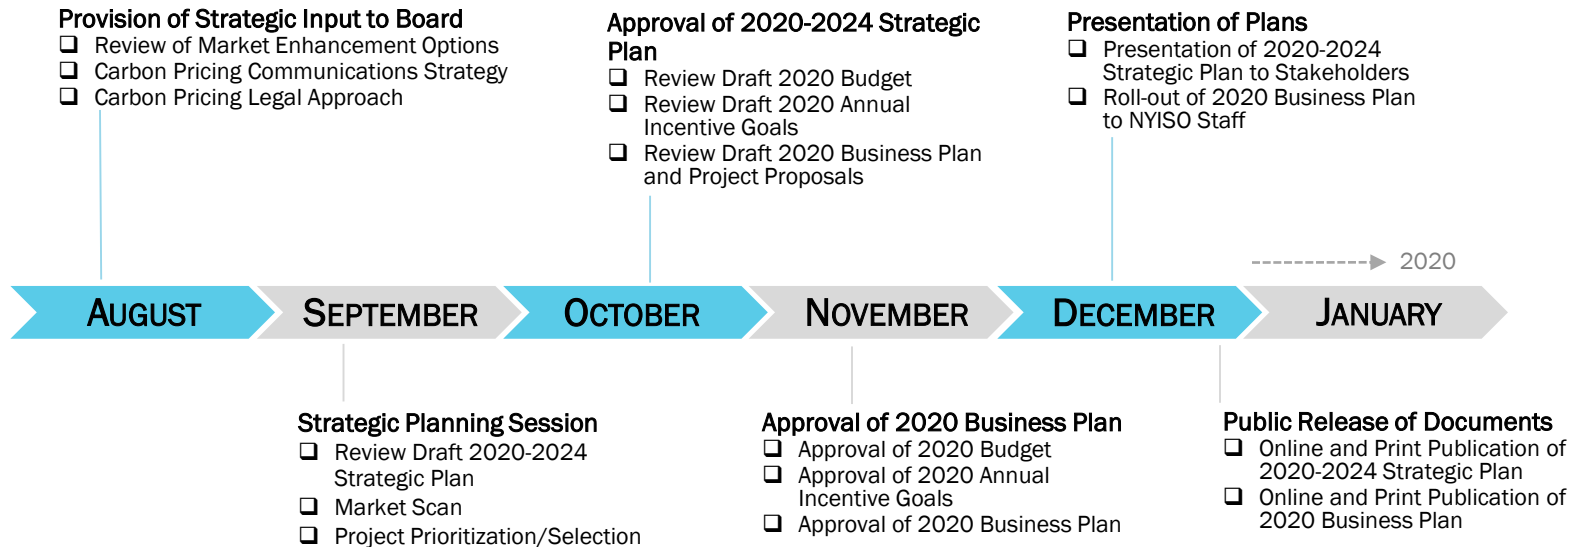 Provision of Strategic Input to Board
❑ Review of Market Enhancement Options
❑ Carbon Pricing Communications Strategy
❑ Carbon Pricing Legal Approach
Approval of 2020-2024 Strategic
Plan
❑ Review Draft 2020 Budget
❑ Review Draft 2020 Annual
Incentive Goals
❑ Review Draft 2020 Business Plan
and Project Proposals
Presentation of Plans
❑ Presentation of 2020-2024
Strategic Plan to Stakeholders
❑ Roll-out of 2020 Business Plan
to NYISO Staff
2020
AUGUST
SEPTEMBER
OCTOBER
NOVEMBER
DECEMBER
JANUARY
Strategic Planning Session
❑ Review Draft 2020-2024
Strategic Plan
❑ Market Scan
❑ Project Prioritization/Selection
Approval of 2020 Business Plan
❑ Approval of 2020 Budget
❑ Approval of 2020 Annual
Incentive Goals
❑ Approval of 2020 Business Plan
Public Release of Documents
❑ Online and Print Publication of
2020-2024 Strategic Plan
❑ Online and Print Publication of
2020 Business Plan